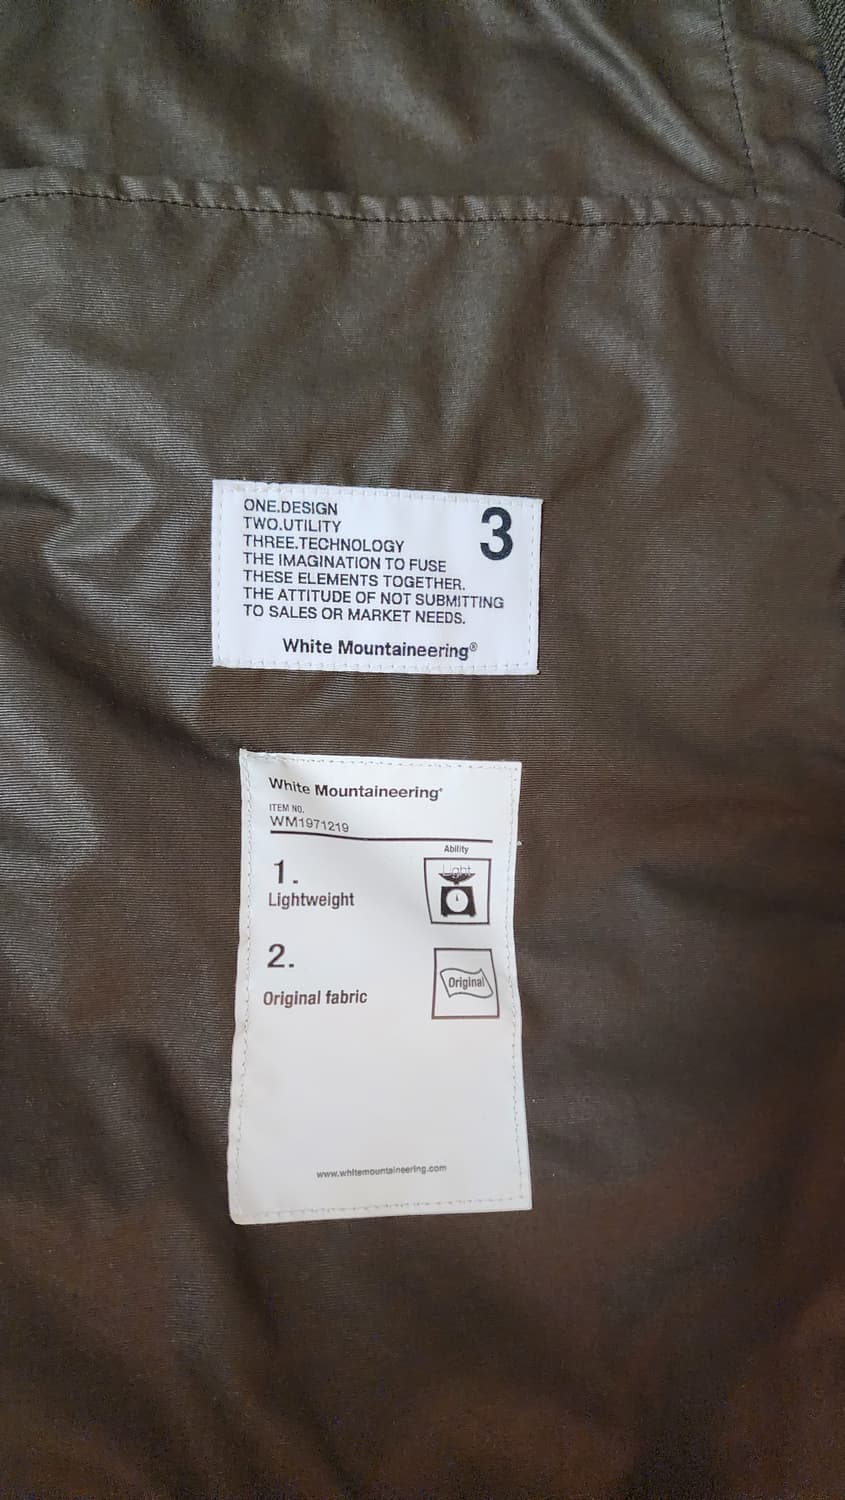 ONE.DESIGN
TWO.UTILITY
THREE.TECHNOLOGY
THE IMAGINATION TO FUSE
THESE ELEMENTS TOGETHER.
THE ATTITUDE OF NOT SUBMITTING
TO SALES OR MARKET NEEDS.
3
White Mountaineering®
White Mountaineering®
ITEM NO.
WM1971219
Ability
1.
Lightweight
Light
2.
Original fabric
Original
www.whitemountaineering.com